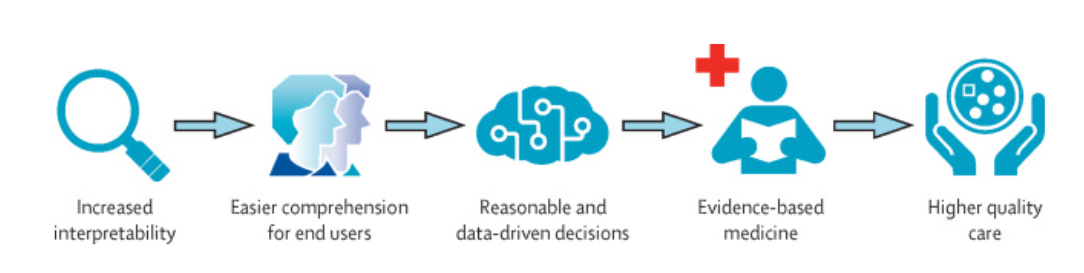 Increased
interpretability
Easier comprehension
for end users
Reasonable and
data-driven decisions
Evidence-based
medicine
Higher quality
care